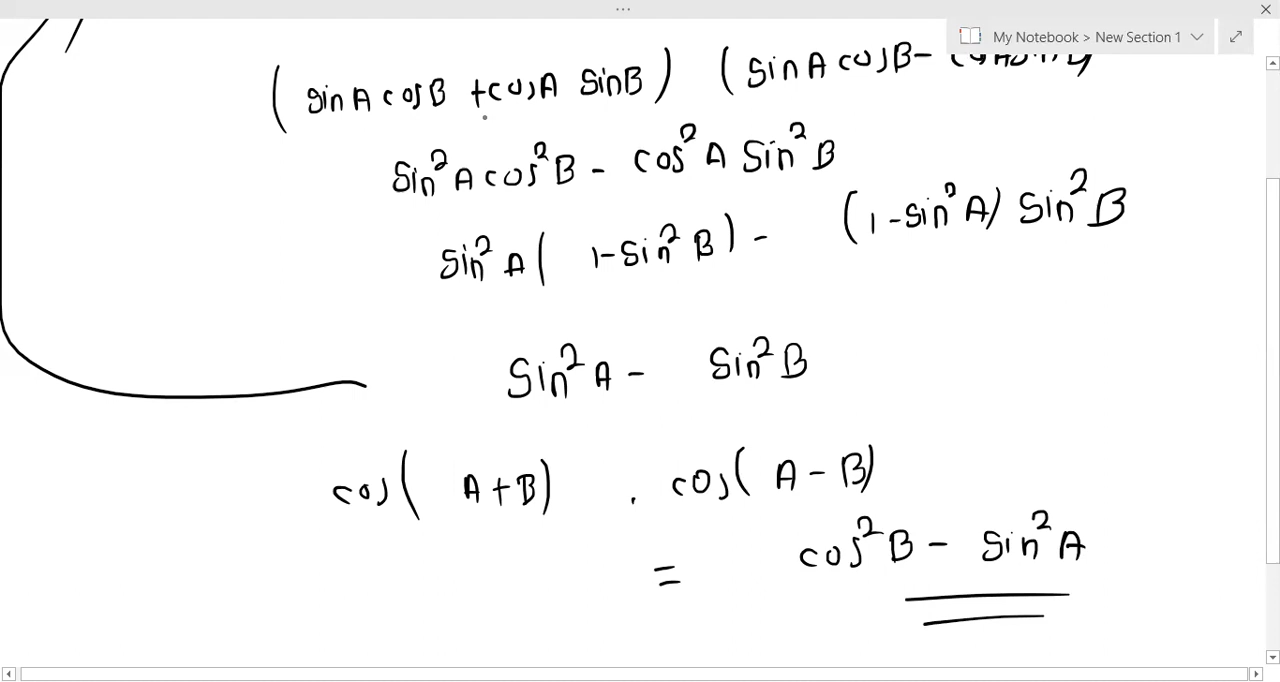 ...
My Notebook > New Section 1
(sinA cosB +cosA sinB) (sinA cosB-
Sin²A cos²B - cos²A Sin²B
Sin²A( 1-Sin²B) - (1-Sin²A) Sin²B
Sin²A - Sin²B
cos( A+B) . cos( A-B)
= cos²B - Sin²A